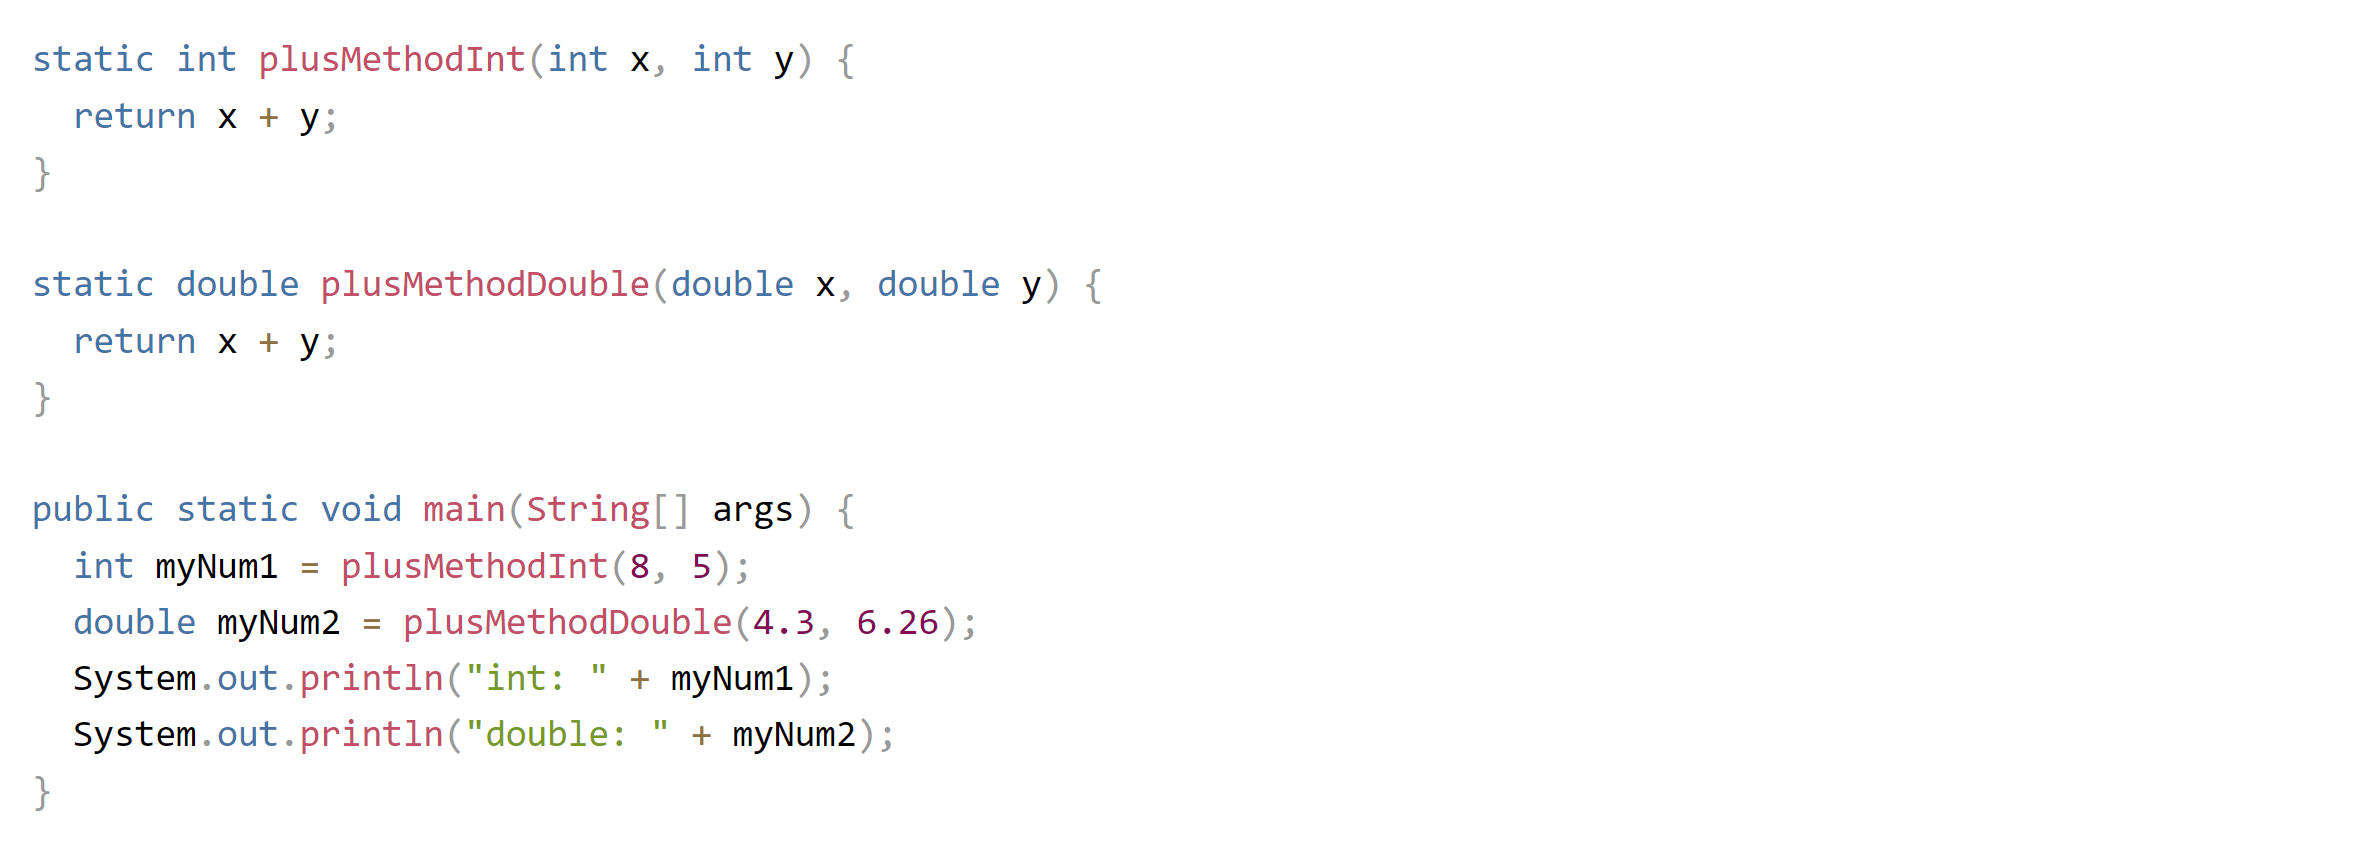 static int plusMethodInt(int x, int y) {
  return x + y;
}

static double plusMethodDouble(double x, double y) {
  return x + y;
}

public static void main(String[] args) {
  int myNum1 = plusMethodInt(8, 5);
  double myNum2 = plusMethodDouble(4.3, 6.26);
  System.out.println("int: " + myNum1);
  System.out.println("double: " + myNum2);
}